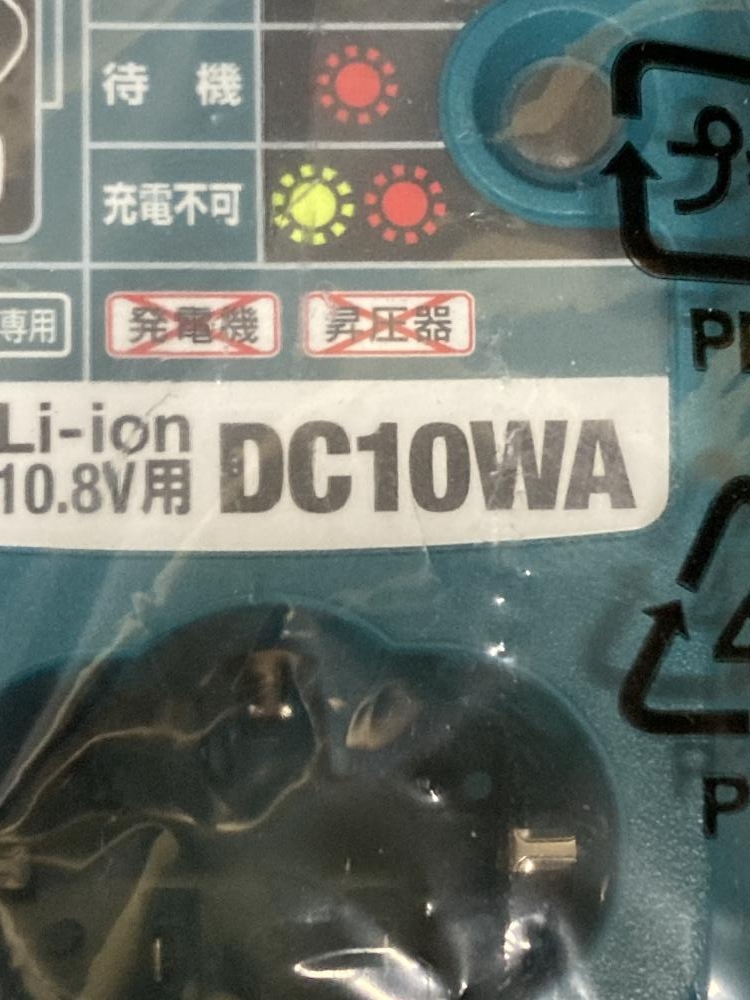 待 機
充電不可
専用
発電機
昇圧器
Li-ion
10.8V用
DC10WA
プ
P
P